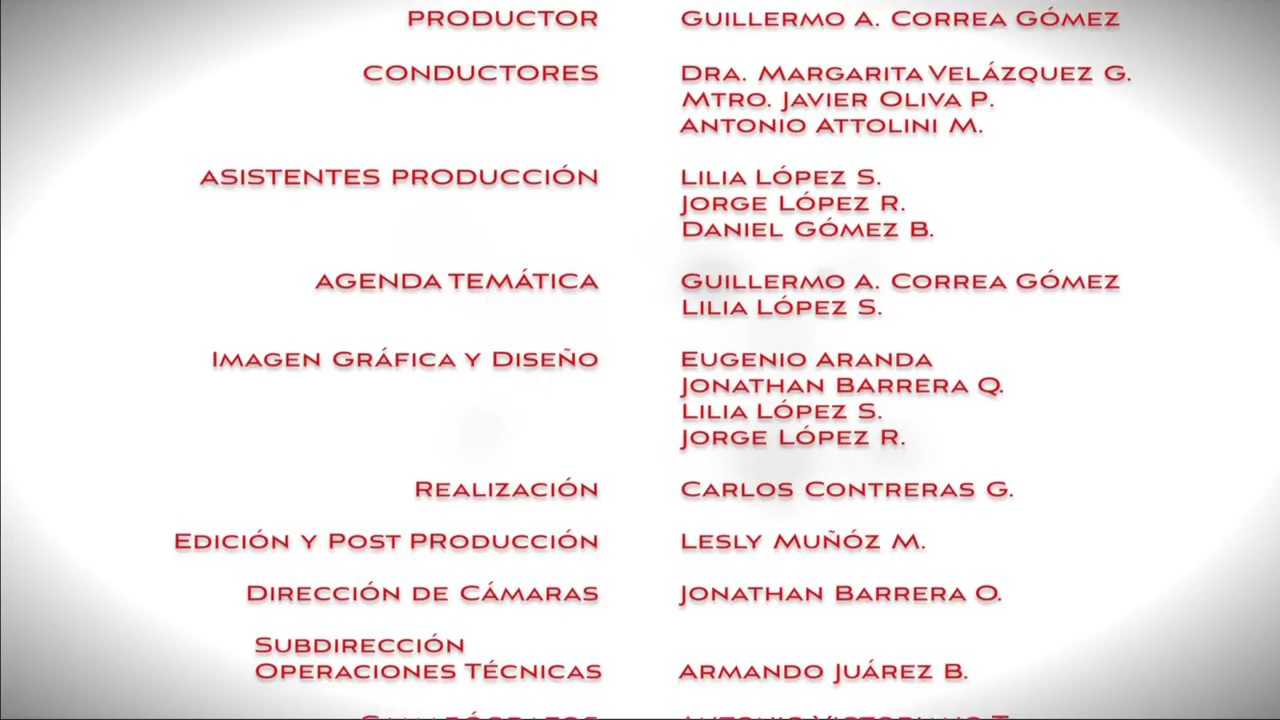 PRODUCTOR GUILLERMO A. CORREA GÓMEZ
CONDUCTORES DRA. MARGARITA VELÁZQUEZ G.
MTRO. JAVIER OLIVA P.
ANTONIO ATTOLINI M.
ASISTENTES PRODUCCIÓN LILIA LÓPEZ S.
JORGE LÓPEZ R.
DANIEL GÓMEZ B.
AGENDA TEMÁTICA GUILLERMO A. CORREA GÓMEZ
LILIA LÓPEZ S.
IMAGEN GRÁFICA Y DISEÑO EUGENIO ARANDA
JONATHAN BARRERA Q.
LILIA LÓPEZ S.
JORGE LÓPEZ R.
REALIZACIÓN CARLOS CONTRERAS G.
EDICIÓN Y POST PRODUCCIÓN LESLY MUÑÓZ M.
DIRECCIÓN DE CÁMARAS JONATHAN BARRERA O.
SUBDIRECCIÓN
OPERACIONES TÉCNICAS ARMANDO JUÁREZ B.